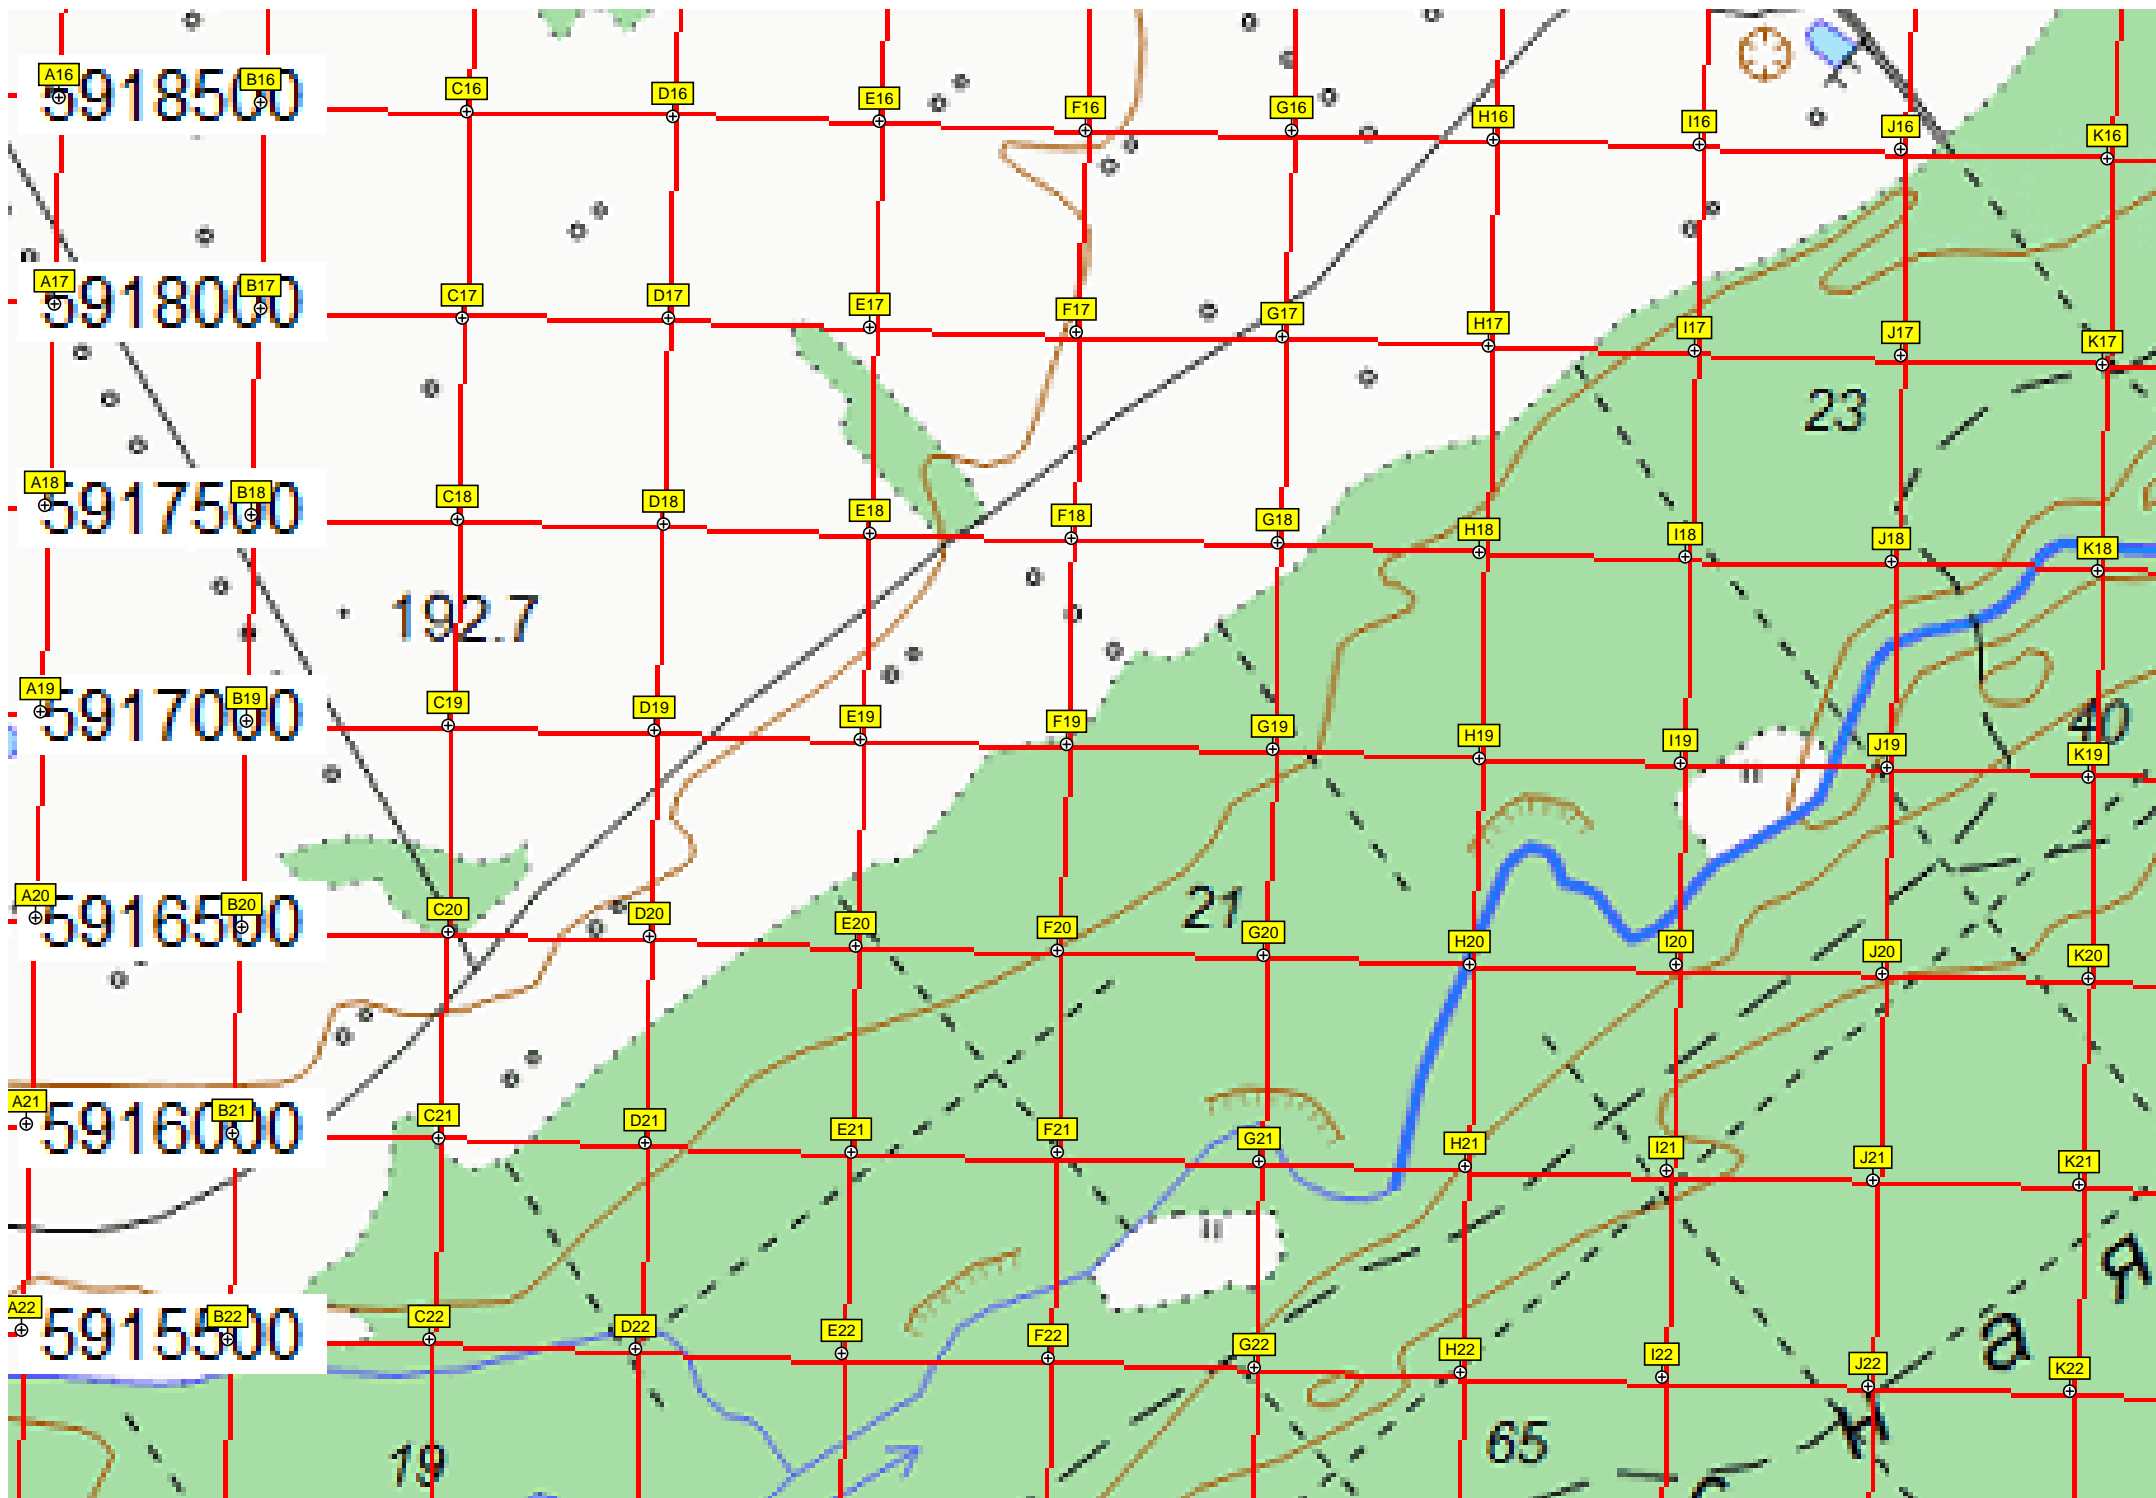 A16 B16 C16 D16 E16 F16 G16 H16 I16 J16 K16
5918500
A17 B17 C17 D17 E17 F17 G17 H17 I17 J17 K17
5918000
23
A18 B18 C18 D18 E18 F18 G18 H18 I18 J18 K18
5917500
192.7
A19 B19 C19 D19 E19 F19 G19 H19 I19 J19 K19
5917000
40
A20 B20 C20 D20 E20 F20 G20 H20 I20 J20 K20
5916500
21
A21 B21 C21 D21 E21 F21 G21 H21 I21 J21 K21
5916000
A22 B22 C22 D22 E22 F22 G22 H22 I22 J22 K22
5915500
19
65
с н а я